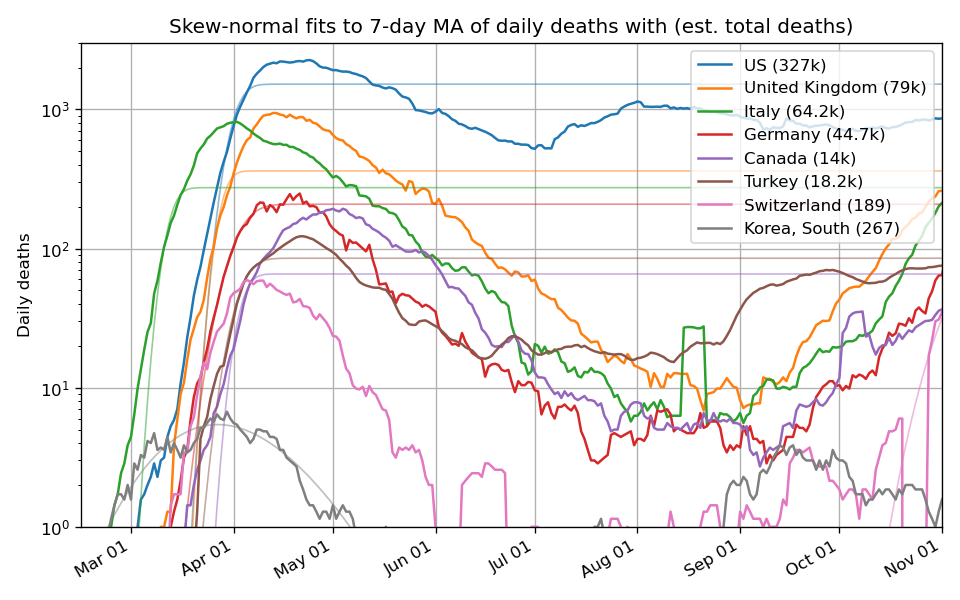 Skew-normal fits to 7-day MA of daily deaths with (est. total deaths)
Daily deaths
10³
10²
10¹
10⁰
US (327k)
United Kingdom (79k)
Italy (64.2k)
Germany (44.7k)
Canada (14k)
Turkey (18.2k)
Switzerland (189)
Korea, South (267)
Mar 01
Apr 01
May 01
Jun 01
Jul 01
Aug 01
Sep 01
Oct 01
Nov 01